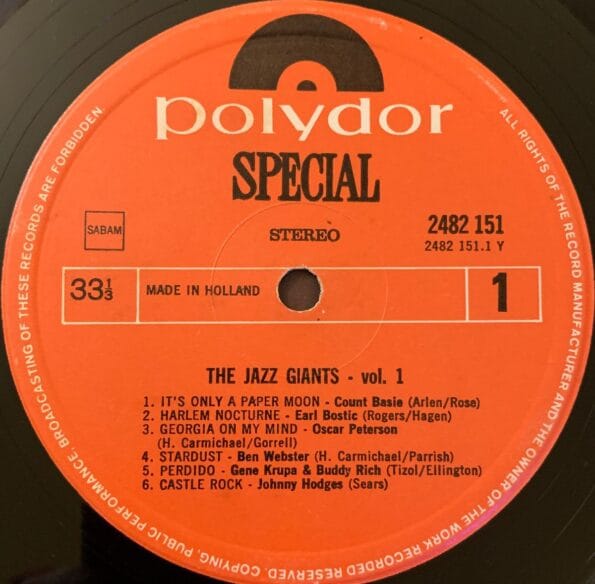 polydor
SPECIAL
SABAM
STEREO
2482 151
2482 151.1 Y
33⅓
MADE IN HOLLAND
1
THE JAZZ GIANTS - vol. 1
1. IT'S ONLY A PAPER MOON - Count Basie (Arlen/Rose)
2. HARLEM NOCTURNE - Earl Bostic (Rogers/Hagen)
3. GEORGIA ON MY MIND - Oscar Peterson
(H. Carmichael/Gorrell)
4. STARDUST - Ben Webster (H. Carmichael/Parrish)
5. PERDIDO - Gene Krupa & Buddy Rich (Tizol/Ellington)
6. CASTLE ROCK - Johnny Hodges (Sears)
ALL RIGHTS OF THE RECORD MANUFACTURER AND OF THE OWNER OF THE WORK RECORDED RESERVED. COPYING, PUBLIC PERFORMANCE, BROADCASTING OF THESE RECORDS ARE FORBIDDEN